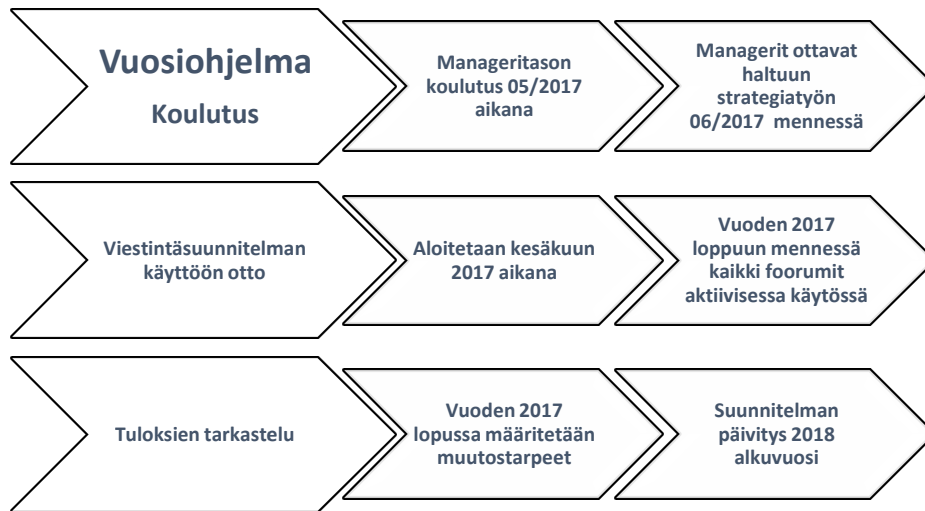 Vuosiohjelma
Koulutus
Manageritason
koulutus 05/2017
aikana
Managerit ottavat
haltuun
strategiatyön
06/2017 mennessä
Viestintäsuunnitelman
käyttöön otto
Aloitetaan kesäkuun
2017 aikana
Vuoden 2017
loppuun mennessä
kaikki foorumit
aktiivisessa käytössä
Tuloksien tarkastelu
Vuoden 2017
lopussa määritetään
muutostarpeet
Suunnitelman
päivitys 2018
alkuvuosi